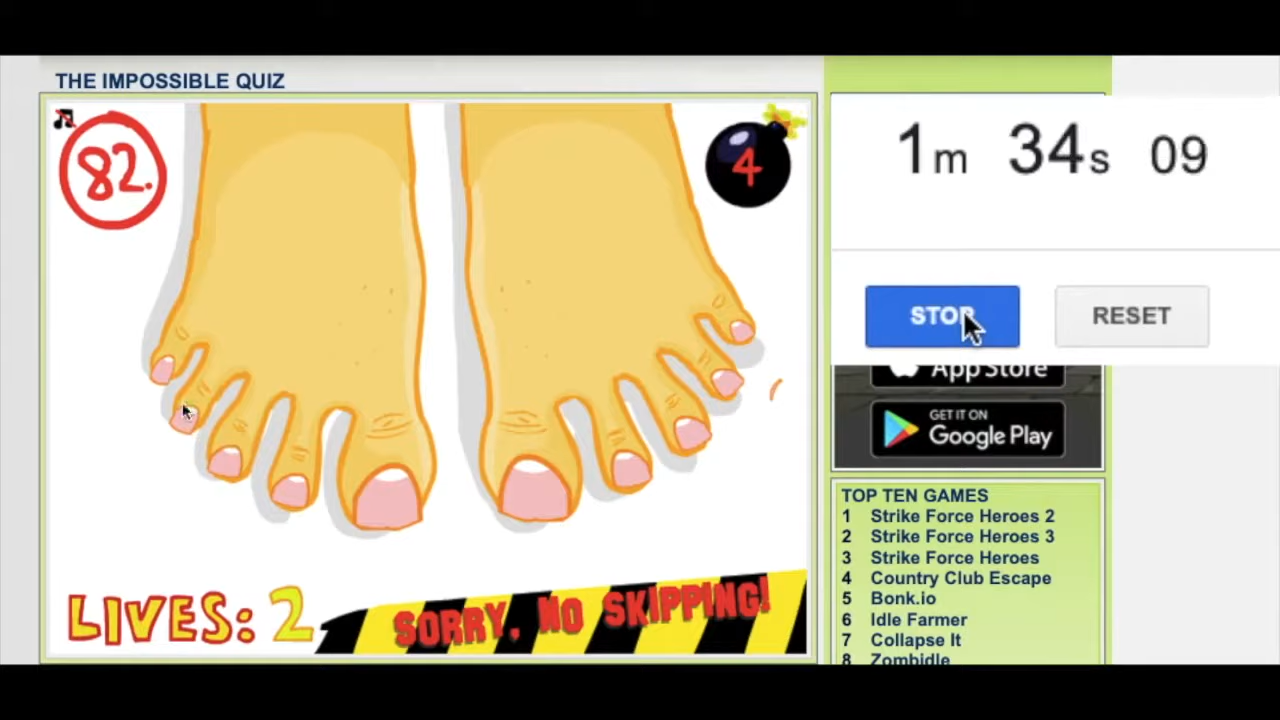 THE IMPOSSIBLE QUIZ
82.
4
1m 34s 09
STOP
RESET
App Store
GET IT ON
Google Play
TOP TEN GAMES
1 Strike Force Heroes 2
2 Strike Force Heroes 3
3 Strike Force Heroes
4 Country Club Escape
5 Bonk.io
6 Idle Farmer
7 Collapse It
8 Zombidle
LIVES: 2
SORRY, NO SKIPPING!